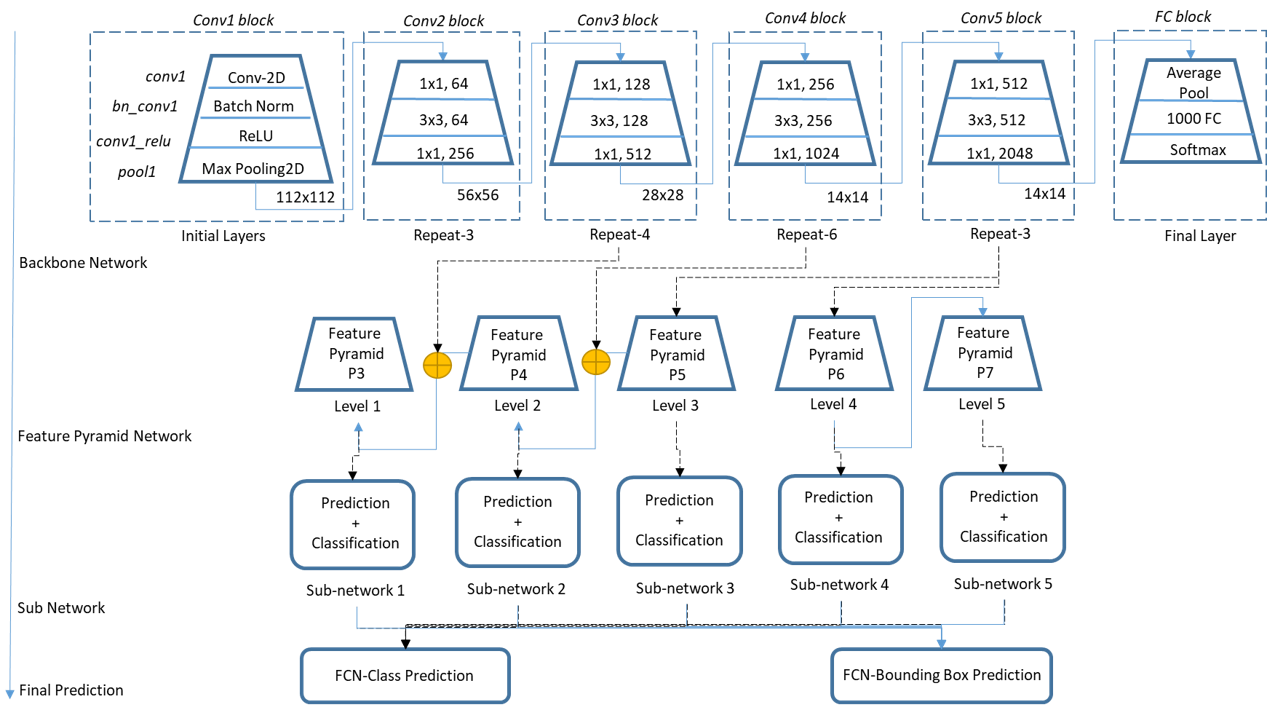 Conv1 block
Conv2 block
Conv3 block
Conv4 block
Conv5 block
FC block
conv1
bn_conv1
conv1_relu
pool1
Conv-2D
Batch Norm
ReLU
Max Pooling2D
112x112
1x1, 64
3x3, 64
1x1, 256
56x56
1x1, 128
3x3, 128
1x1, 512
28x28
1x1, 256
3x3, 256
1x1, 1024
14x14
1x1, 512
3x3, 512
1x1, 2048
14x14
Average
Pool
1000 FC
Softmax
Initial Layers
Repeat-3
Repeat-4
Repeat-6
Repeat-3
Final Layer
Backbone Network
Feature
Pyramid
P3
Feature
Pyramid
P4
Feature
Pyramid
P5
Feature
Pyramid
P6
Feature
Pyramid
P7
Level 1
Level 2
Level 3
Level 4
Level 5
Feature Pyramid Network
Prediction
+
Classification
Prediction
+
Classification
Prediction
+
Classification
Prediction
+
Classification
Prediction
+
Classification
Sub-network 1
Sub-network 2
Sub-network 3
Sub-network 4
Sub-network 5
Sub Network
FCN-Class Prediction
FCN-Bounding Box Prediction
Final Prediction